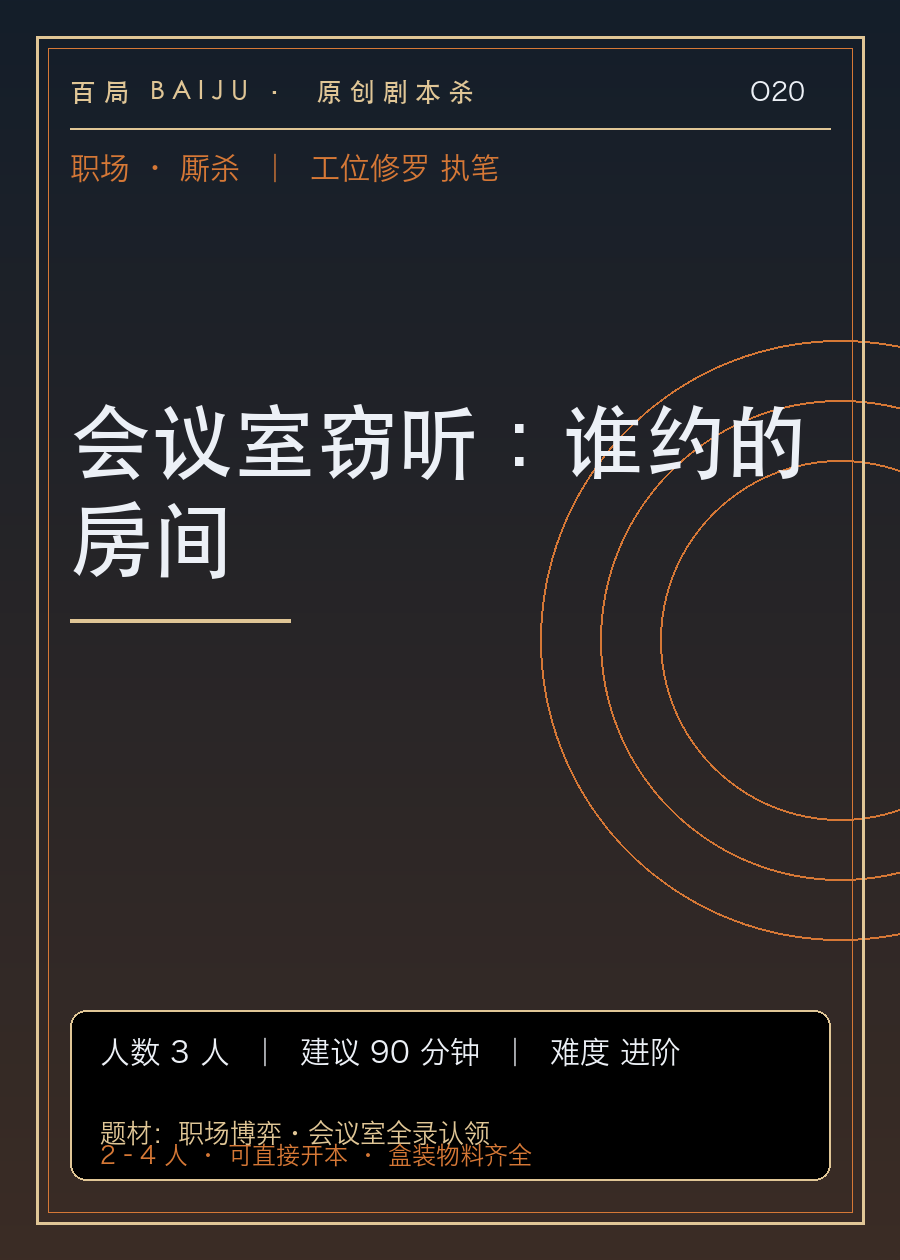 百局 BAIJU · 原创剧本杀 020
职场 · 厮杀 ｜ 工位修罗 执笔
会议室窃听：谁约的
房间
人数 3 人 ｜ 建议 90 分钟 ｜ 难度 进阶
题材: 职场博弈 · 会议室全录认领
2-4 人 · 可直接开本 · 盒装物料齐全